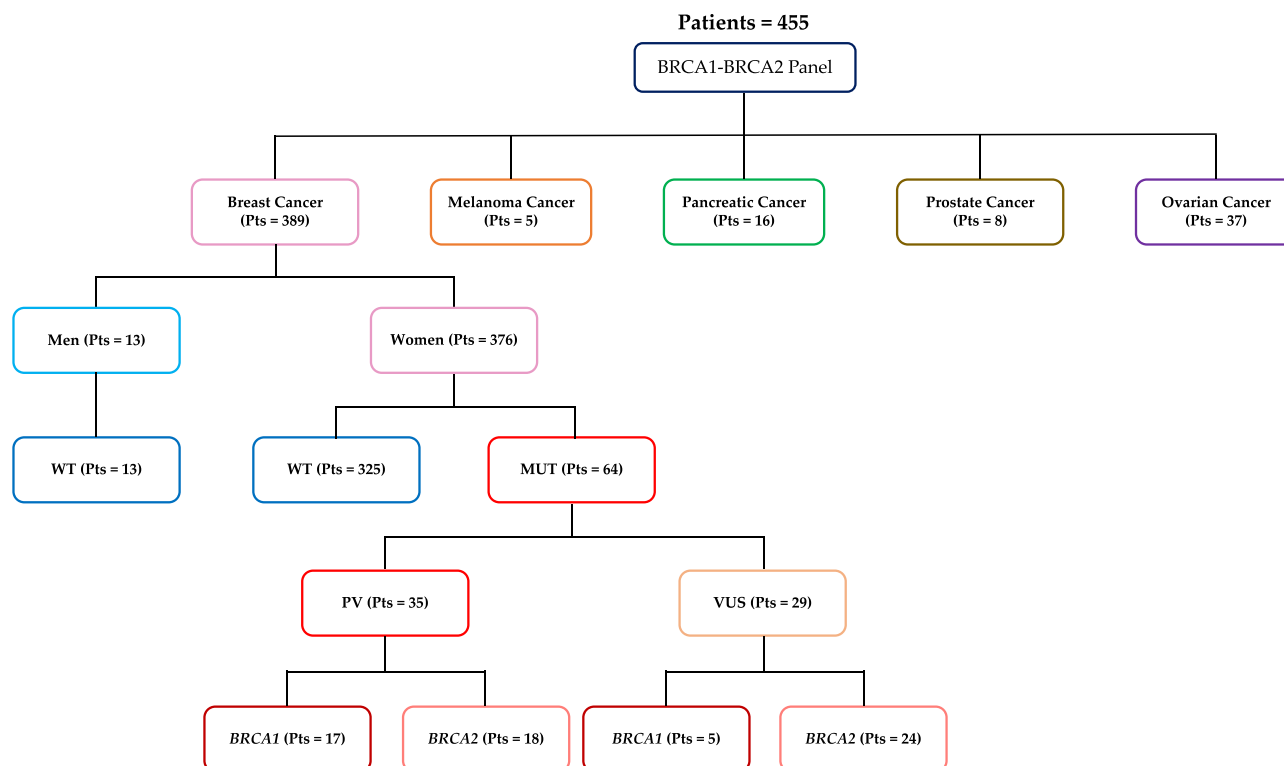 Patients = 455
BRCA1-BRCA2 Panel
Breast Cancer
(Pts = 389)
Melanoma Cancer
(Pts = 5)
Pancreatic Cancer
(Pts = 16)
Prostate Cancer
(Pts = 8)
Ovarian Cancer
(Pts = 37)
Men (Pts = 13)
Women (Pts = 376)
WT (Pts = 13)
WT (Pts = 325)
MUT (Pts = 64)
PV (Pts = 35)
VUS (Pts = 29)
BRCA1 (Pts = 17)
BRCA2 (Pts = 18)
BRCA1 (Pts = 5)
BRCA2 (Pts = 24)